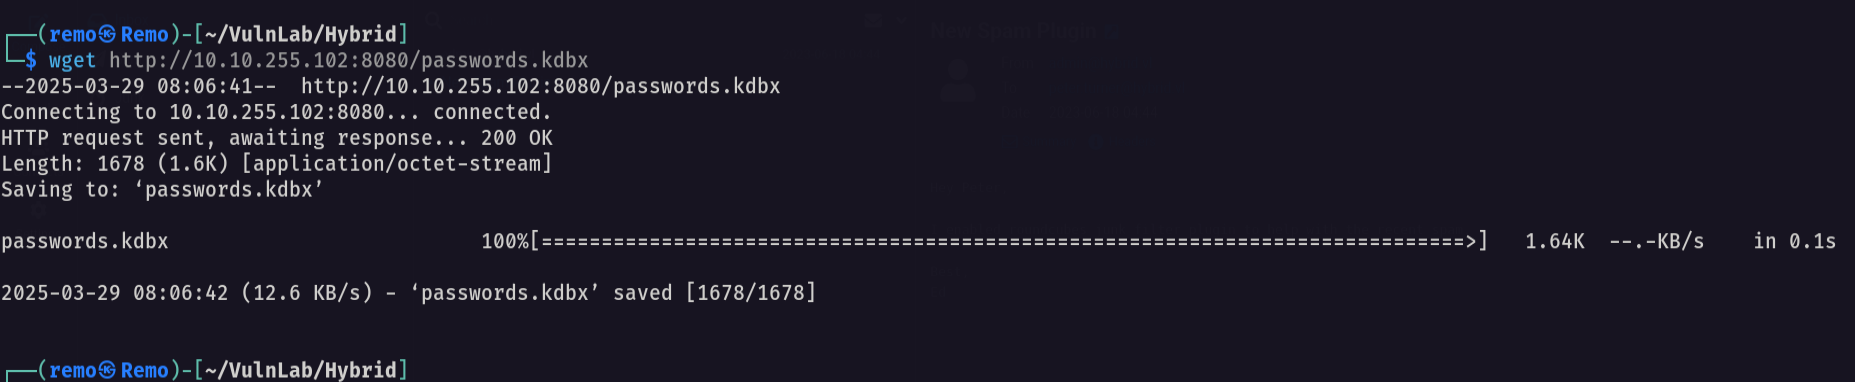 ┌──(remo㉿Remo)-[~/VulnLab/Hybrid]
└─$ wget http://10.10.255.102:8080/passwords.kdbx
--2025-03-29 08:06:41--  http://10.10.255.102:8080/passwords.kdbx
Connecting to 10.10.255.102:8080... connected.
HTTP request sent, awaiting response... 200 OK
Length: 1678 (1.6K) [application/octet-stream]
Saving to: ‘passwords.kdbx’
passwords.kdbx                          100%[=============================================================================>]   1.64K  --.-KB/s    in 0.1s
2025-03-29 08:06:42 (12.6 KB/s) - ‘passwords.kdbx’ saved [1678/1678]
┌──(remo㉿Remo)-[~/VulnLab/Hybrid]